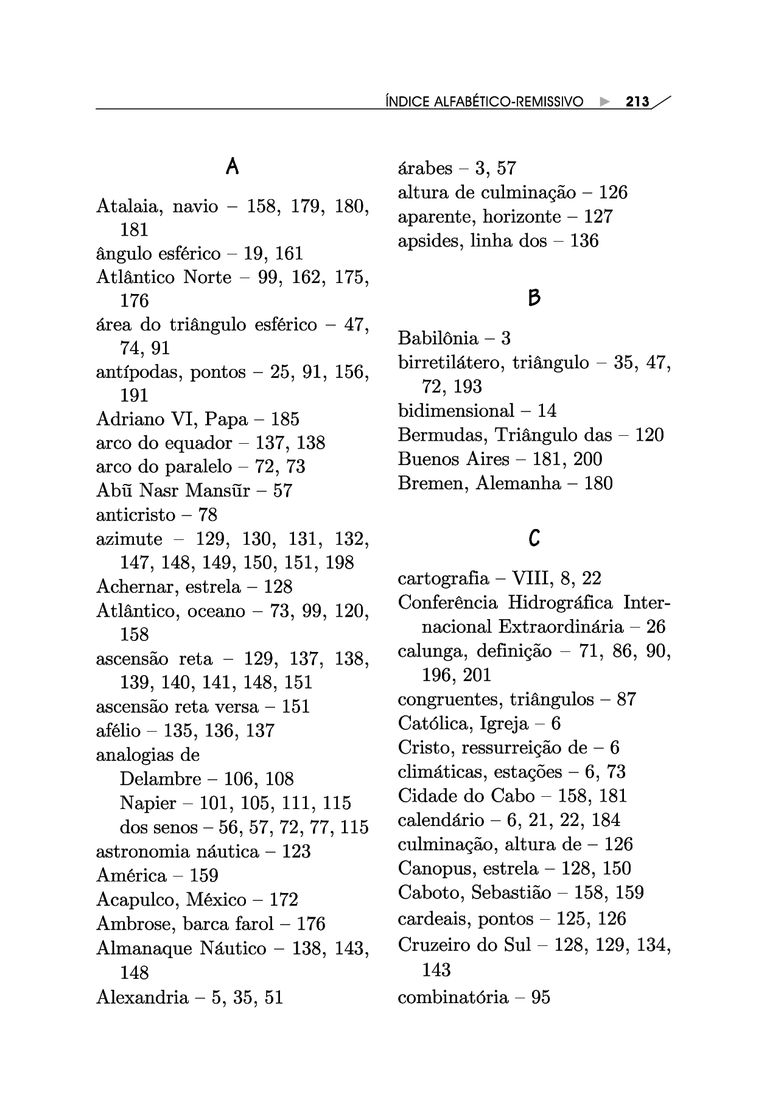 ÍNDICE ALFABÉTICO-REMISSIVO ▶ 213
A
Atalaia, navio – 158, 179, 180,
181
ângulo esférico – 19, 161
Atlântico Norte – 99, 162, 175,
176
área do triângulo esférico – 47,
74, 91
antípodas, pontos – 25, 91, 156,
191
Adriano VI, Papa – 185
arco do equador – 137, 138
arco do paralelo – 72, 73
Abũ Nasr Mansũr – 57
anticristo – 78
azimute – 129, 130, 131, 132,
147, 148, 149, 150, 151, 198
Achernar, estrela – 128
Atlântico, oceano – 73, 99, 120,
158
ascensão reta – 129, 137, 138,
139, 140, 141, 148, 151
ascensão reta versa – 151
afélio – 135, 136, 137
analogias de
Delambre – 106, 108
Napier – 101, 105, 111, 115
dos senos – 56, 57, 72, 77, 115
astronomia náutica – 123
América – 159
Acapulco, México – 172
Ambrose, barca farol – 176
Almanaque Náutico – 138, 143,
148
Alexandria – 5, 35, 51
árabes – 3, 57
altura de culminação – 126
aparente, horizonte – 127
apsides, linha dos – 136
B
Babilônia – 3
birretilátero, triângulo – 35, 47,
72, 193
bidimensional – 14
Bermudas, Triângulo das – 120
Buenos Aires – 181, 200
Bremen, Alemanha – 180
C
cartografia – VIII, 8, 22
Conferência Hidrográfica Inter-
nacional Extraordinária – 26
calunga, definição – 71, 86, 90,
196, 201
congruentes, triângulos – 87
Católica, Igreja – 6
Cristo, ressurreição de – 6
climáticas, estações – 6, 73
Cidade do Cabo – 158, 181
calendário – 6, 21, 22, 184
culminação, altura de – 126
Canopus, estrela – 128, 150
Caboto, Sebastião – 158, 159
cardeais, pontos – 125, 126
Cruzeiro do Sul – 128, 129, 134,
143
combinatória – 95